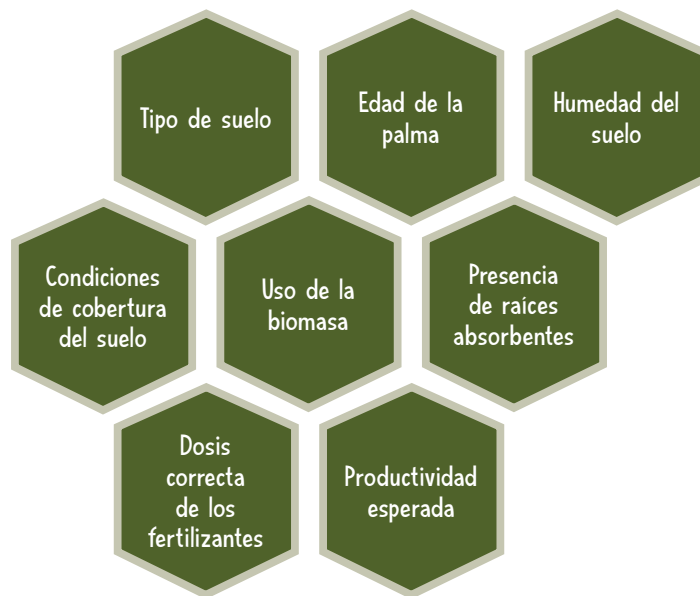 Tipo de suelo
Edad de la
palma
Humedad del
suelo
Condiciones
de cobertura
del suelo
Uso de la
biomasa
Presencia
de raíces
absorbentes
Dosis
correcta
de los
fertilizantes
Productividad
esperada